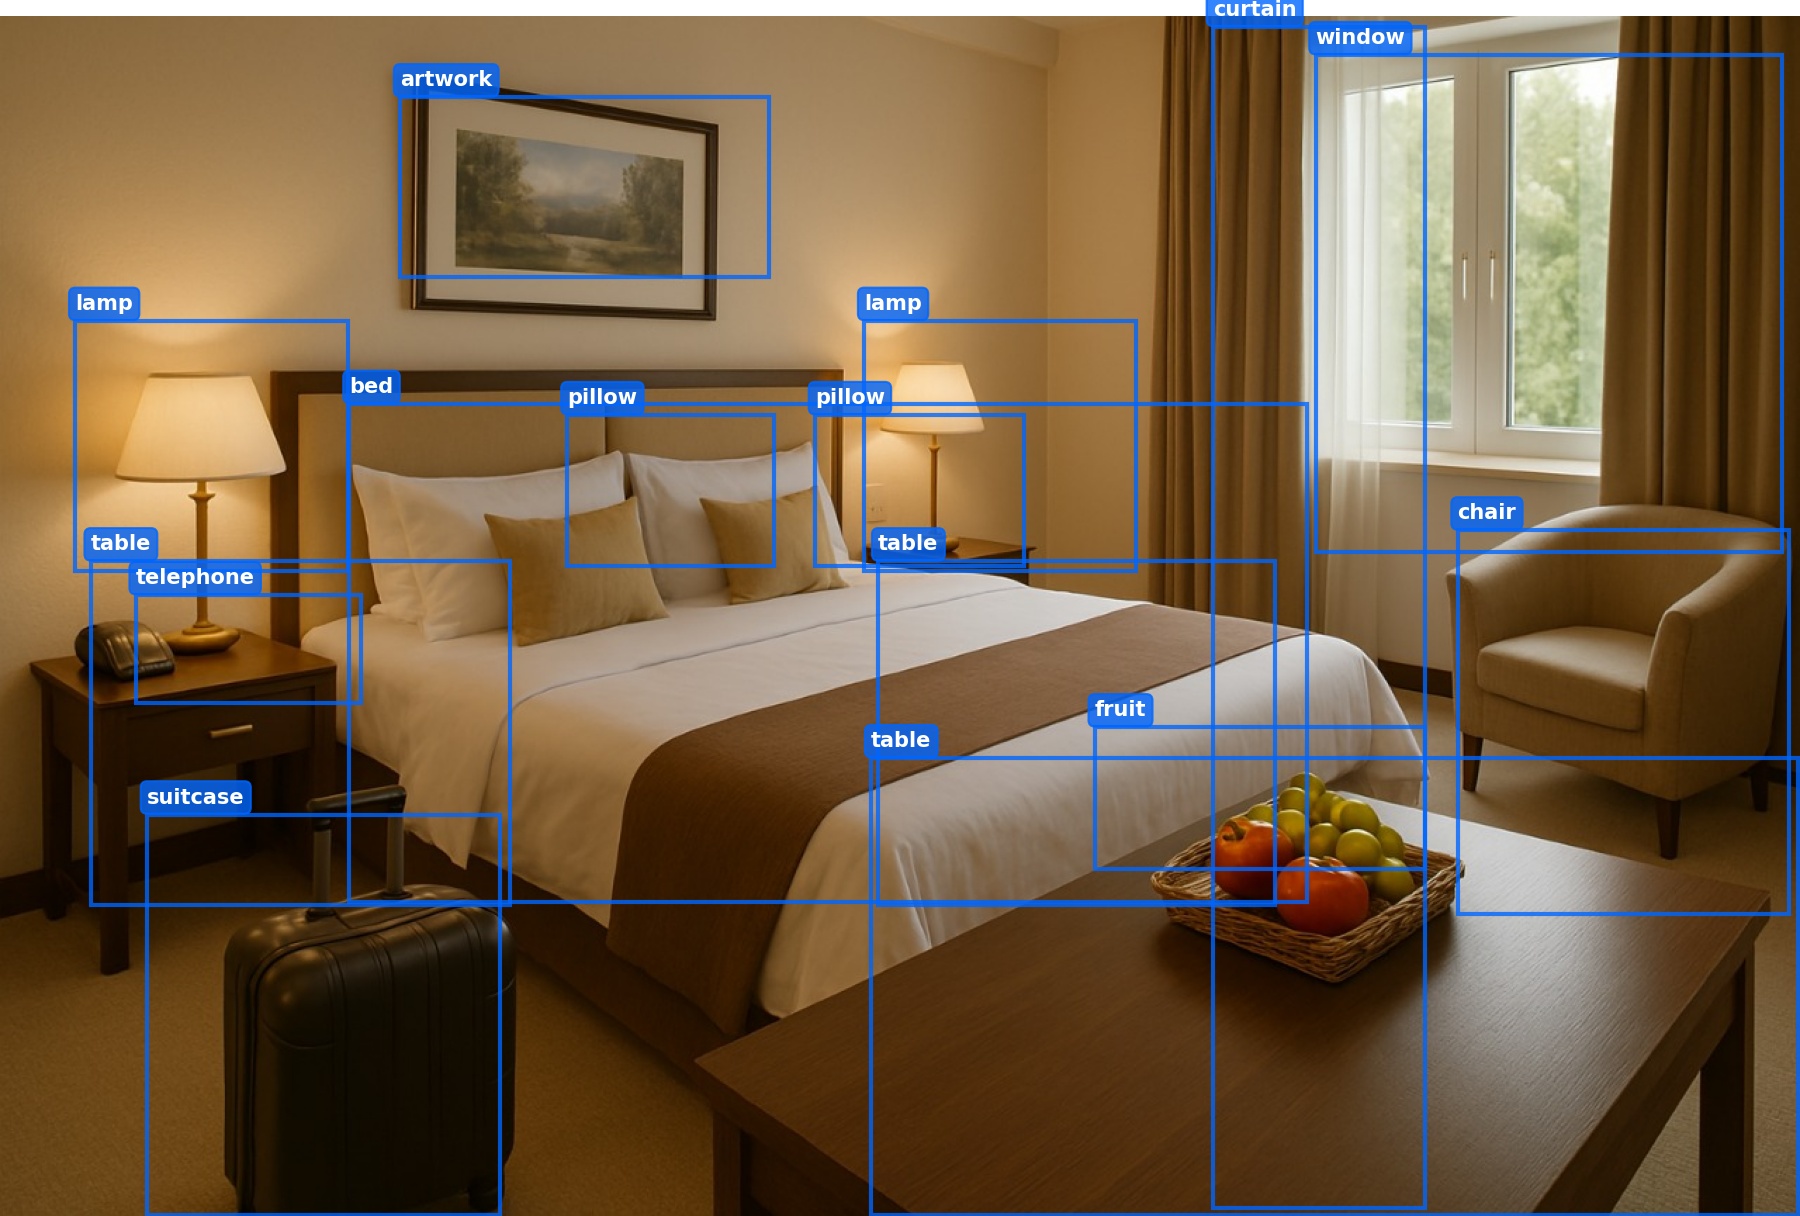 curtain
window
artwork
lamp
lamp
bed
pillow
pillow
chair
table
table
telephone
fruit
table
suitcase